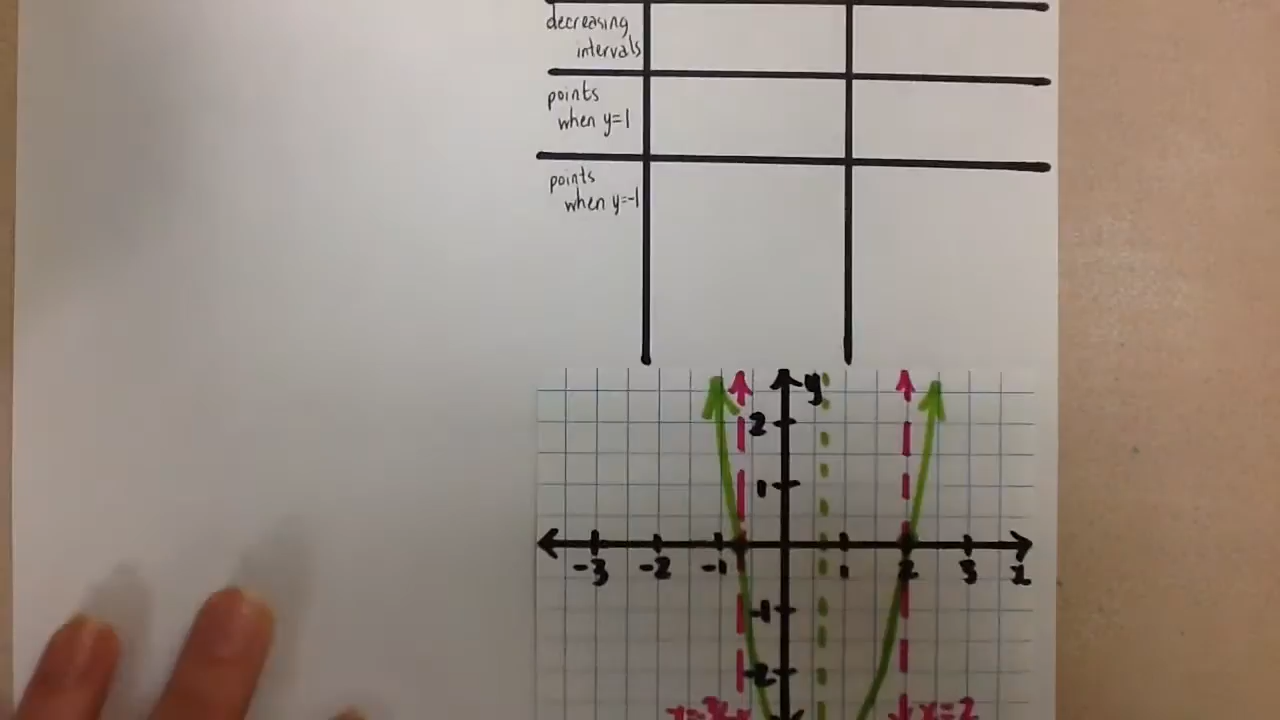 decreasing
intervals
points
when y=1
points
when y=-1
y
2
1
-3 -2 -1 1 2 3 x
-1
-2
x=2